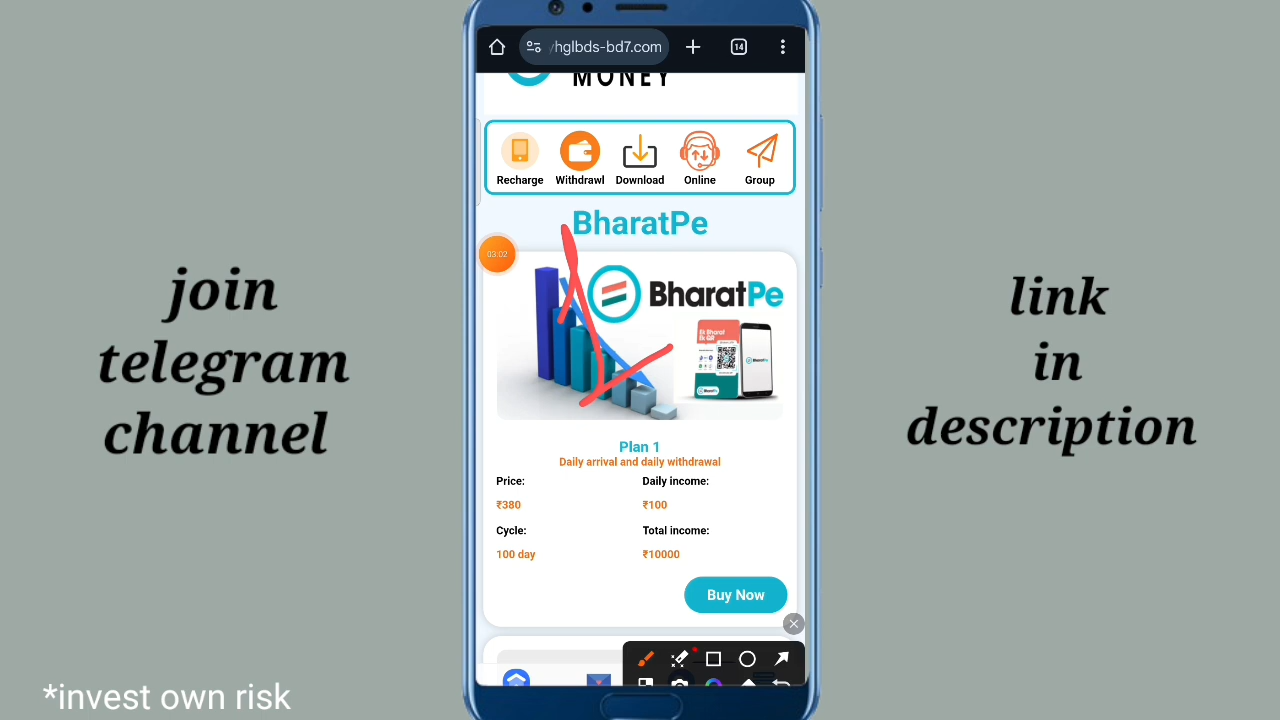 /hglbds-bd7.com
14
MONEY
Recharge Withdrawl Download Online Group
BharatPe
03:02
BharatPe
BharatPe
Plan 1
Daily arrival and daily withdrawal
Price: Daily income:
₹380 ₹100
Cycle: Total income:
100 day ₹10000
Buy Now
join
telegram
channel
link
in
description
*invest own risk